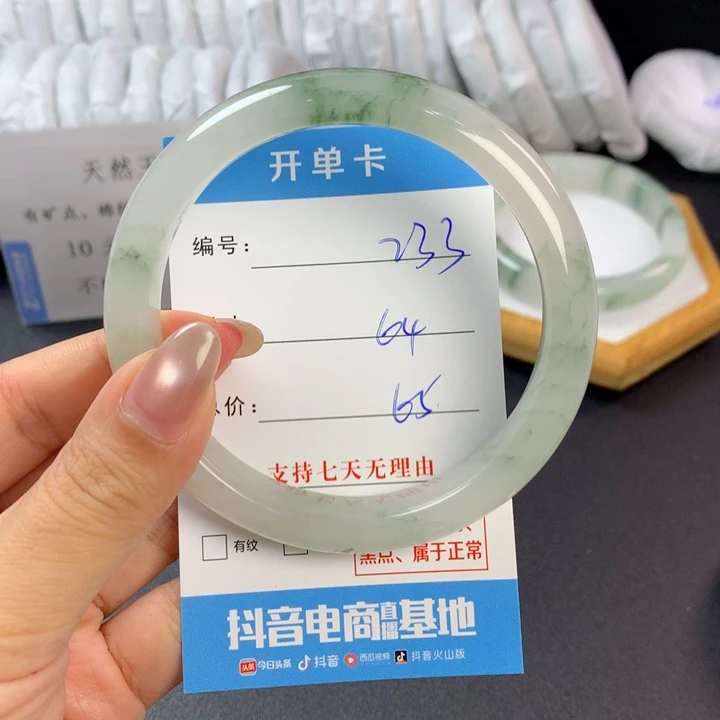 开单卡
编号：
233
64
价：
65
支持七天无理由
有纹
黑点、属于正常
抖音电商直播基地
头条 今日头条 抖音 西瓜视频 抖音火山版
天然
有矿点、棉
10
不